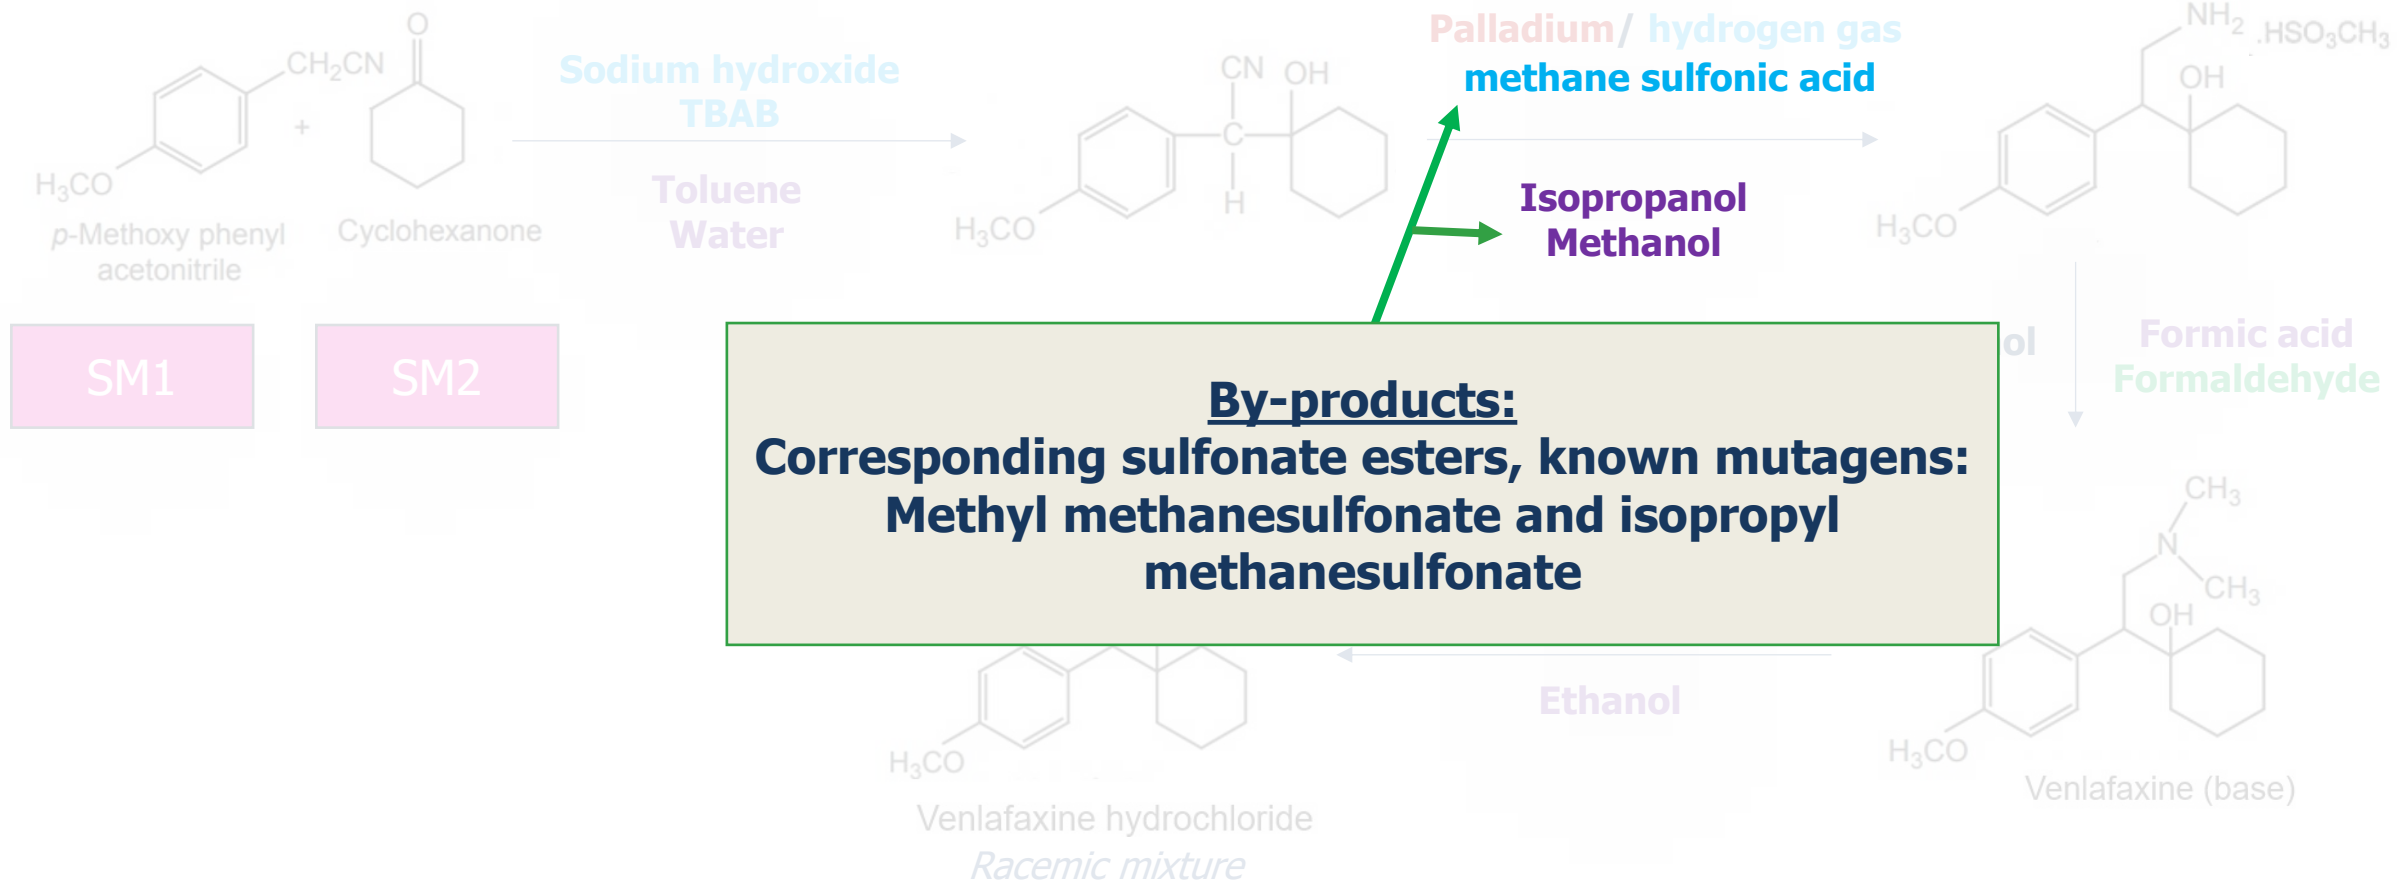 O
CH₂CN
+
H₃CO
p-Methoxy phenyl
acetonitrile
Cyclohexanone
SM1
SM2
Sodium hydroxide
TBAB
Toluene
Water
CN OH
C
H
H₃CO
Palladium/ hydrogen gas
methane sulfonic acid
Isopropanol
Methanol
NH₂ .HSO₃CH₃
OH
H₃CO
ol
Formic acid
Formaldehyde
By-products:
Corresponding sulfonate esters, known mutagens:
Methyl methanesulfonate and isopropyl
methanesulfonate
CH₃
N
CH₃
OH
H₃CO
Venlafaxine (base)
Ethanol
H₃CO
Venlafaxine hydrochloride
Racemic mixture